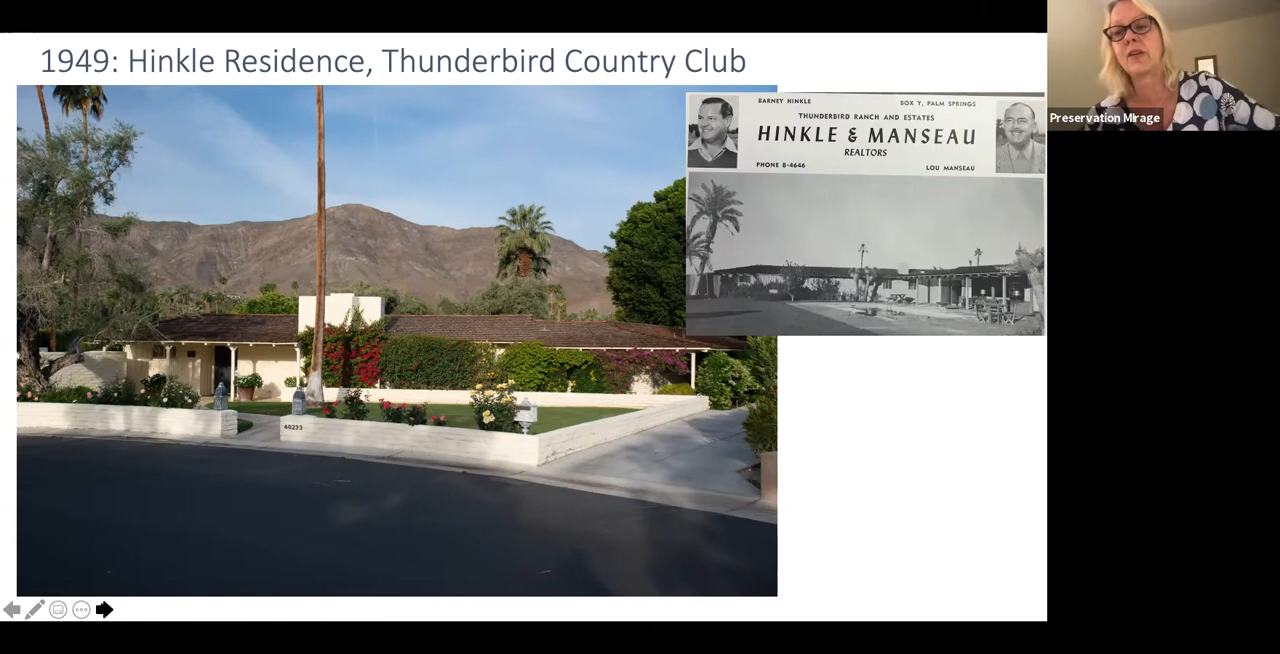 1949: Hinkle Residence, Thunderbird Country Club
BARNEY HINKLE
BOX Y, PALM SPRINGS
THUNDERBIRD RANCH AND ESTATES
HINKLE & MANSEAU
REALTORS
PHONE 8-4646
LOU MANSEAU
40233
Preservation Mirage